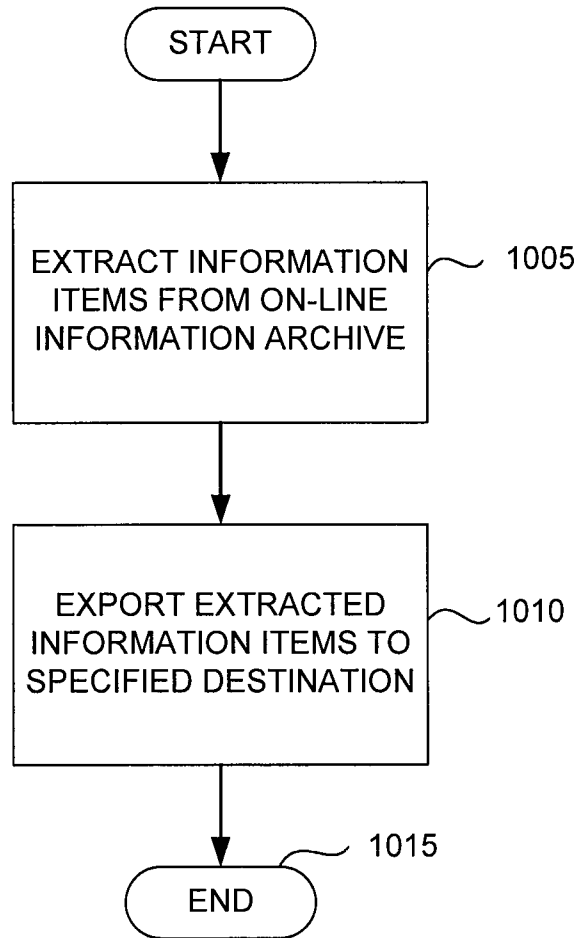 START
EXTRACT INFORMATION
ITEMS FROM ON-LINE
INFORMATION ARCHIVE
1005
EXPORT EXTRACTED
INFORMATION ITEMS TO
SPECIFIED DESTINATION
1010
1015
END